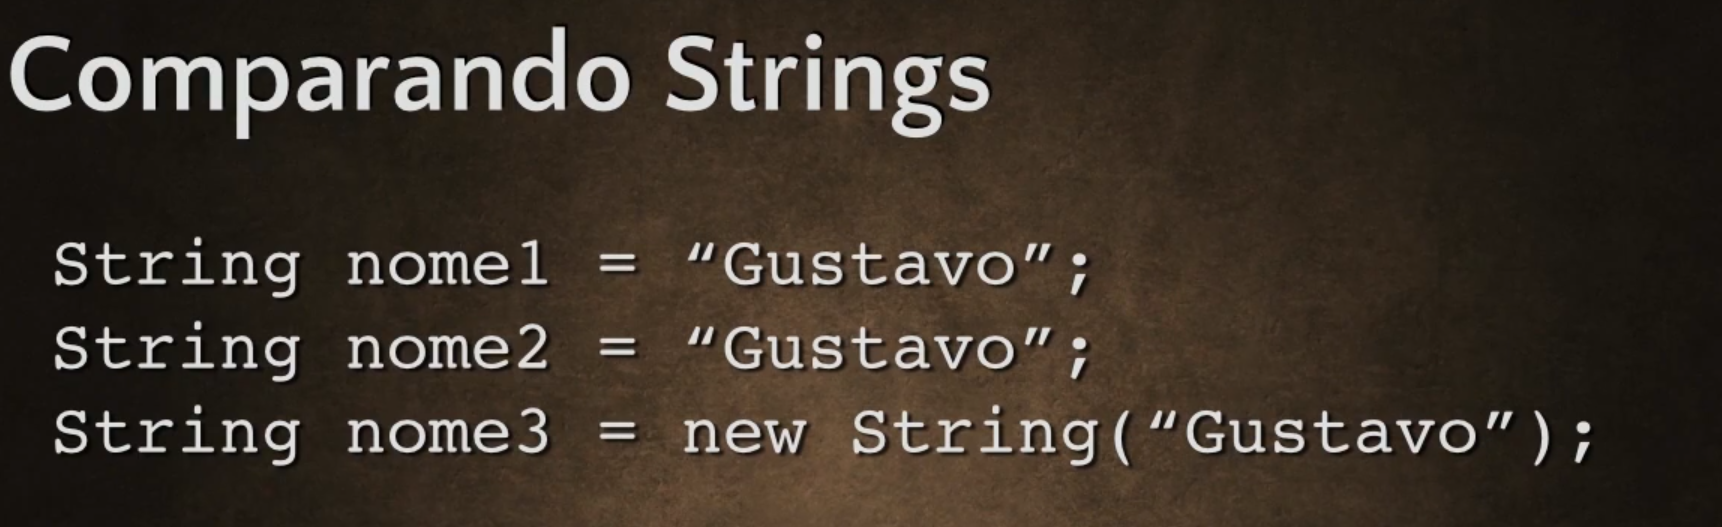 Comparando Strings
String nome1 = “Gustavo”;
String nome2 = “Gustavo”;
String nome3 = new String(“Gustavo”);